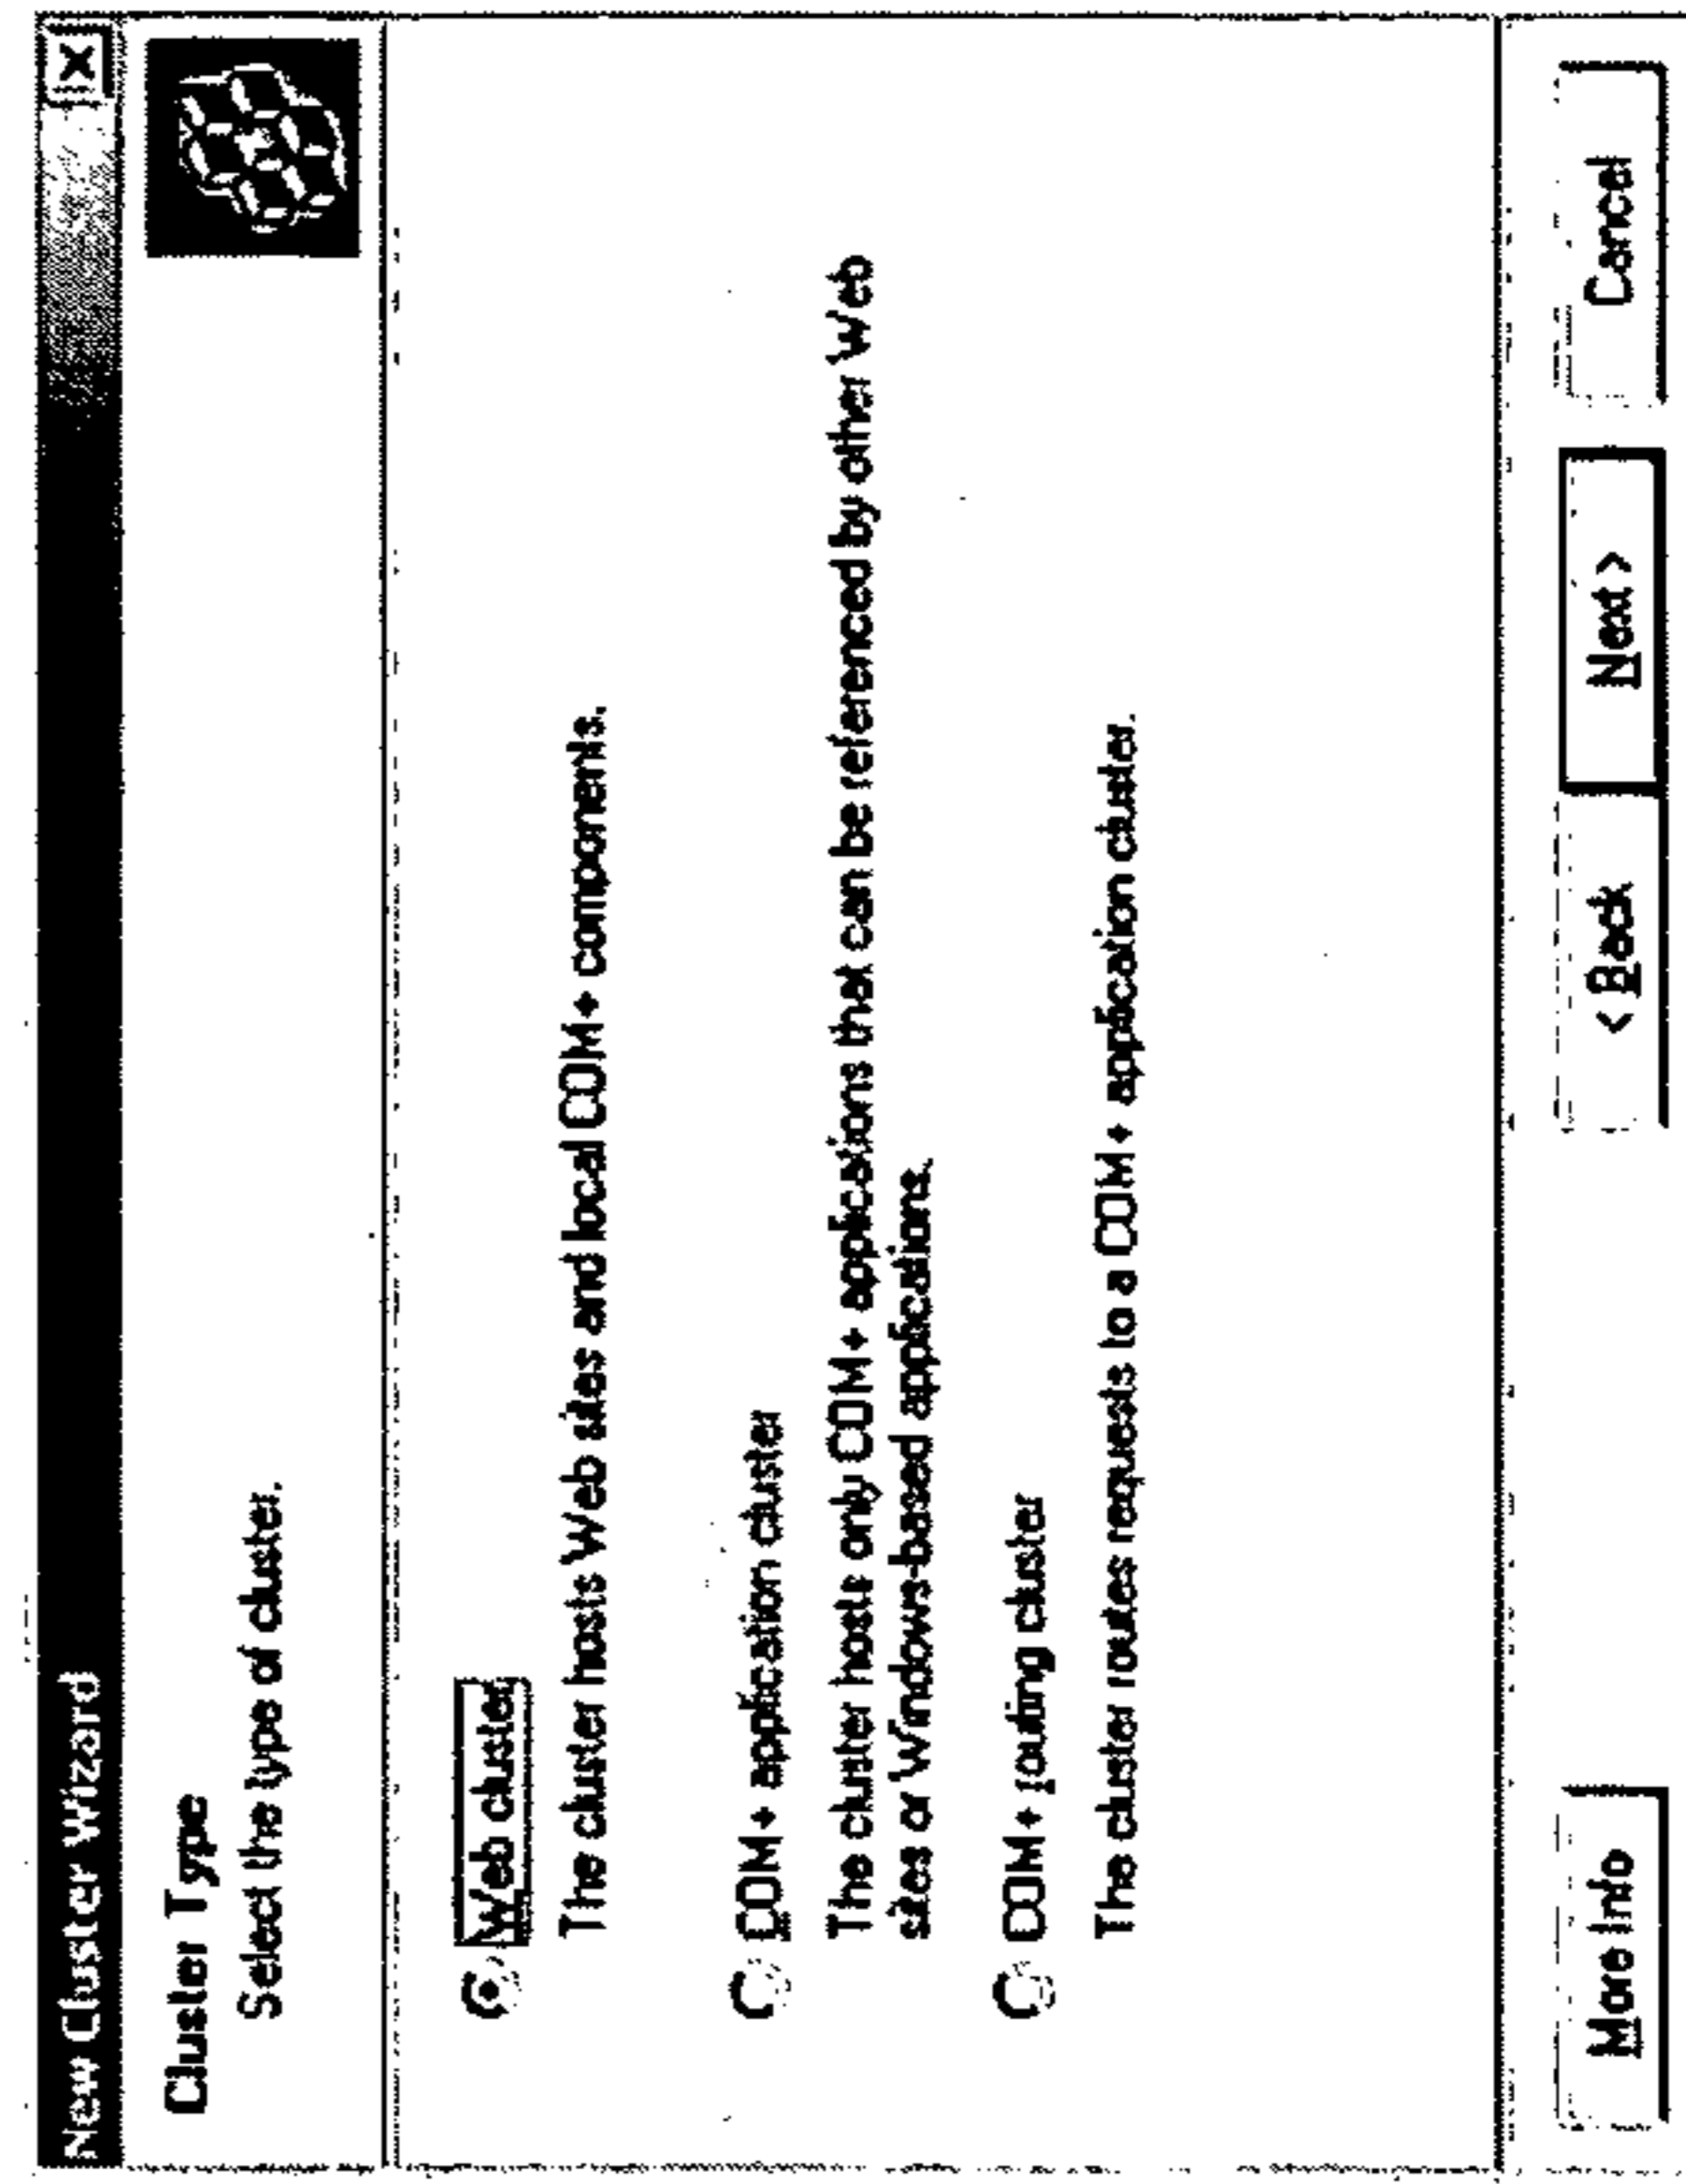 New Cluster Wizard
Cluster Type
Select the type of cluster.
Web cluster
The cluster hosts Web sites and local COM+ components.
COM+ application cluster
The cluster hosts only COM+ applications that can be referenced by other Web
sites or Windows-based applications.
COM+ routing cluster
The cluster routes requests to a COM+ application cluster.
More Info
< Back
Next >
Cancel